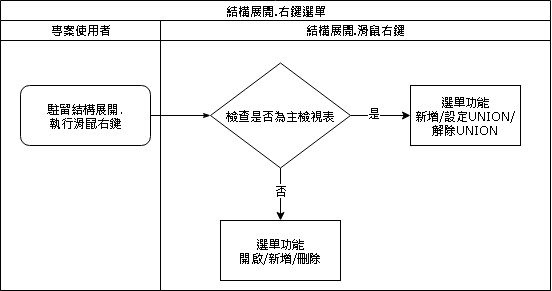 結構展開.右鍵選單
專案使用者
結構展開.滑鼠右鍵
駐留結構展開.
執行滑鼠右鍵
檢查是否為主檢視表
是
選單功能
新增/設定UNION/
解除UNION
否
選單功能
開啟/新增/刪除